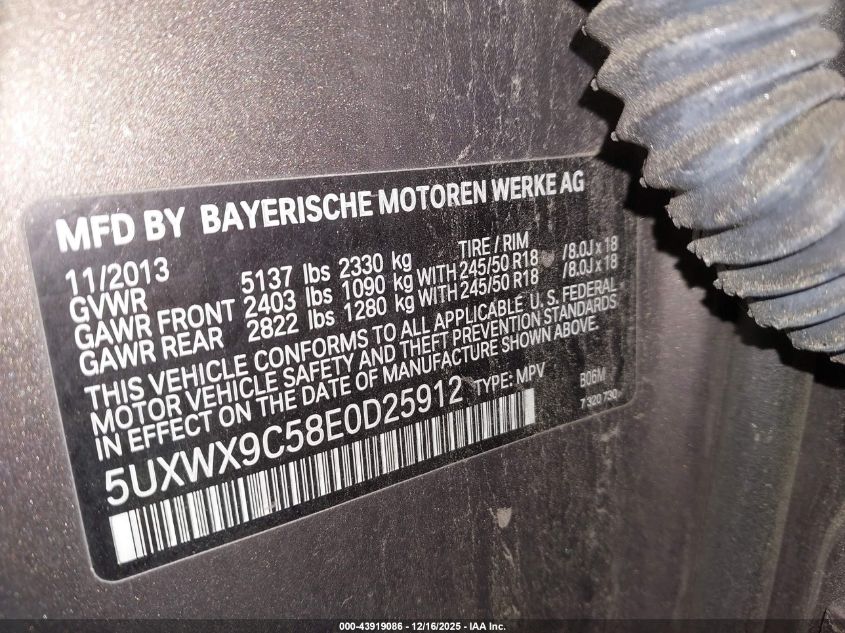 MFD BY BAYERISCHE MOTOREN WERKE AG
11/2013 TIRE / RIM
GVWR 5137 lbs 2330 kg
GAWR FRONT 2403 lbs 1090 kg WITH 245/50 R18 /8.0J x 18
GAWR REAR 2822 lbs 1280 kg WITH 245/50 R18 /8.0J x 18
THIS VEHICLE CONFORMS TO ALL APPLICABLE U. S. FEDERAL
MOTOR VEHICLE SAFETY AND THEFT PREVENTION STANDARDS
IN EFFECT ON THE DATE OF MANUFACTURE SHOWN ABOVE.
5UXWX9C58E0D25912 TYPE: MPV B06M
7 320 730
000-43919086 - 12/16/2025 - IAA Inc.